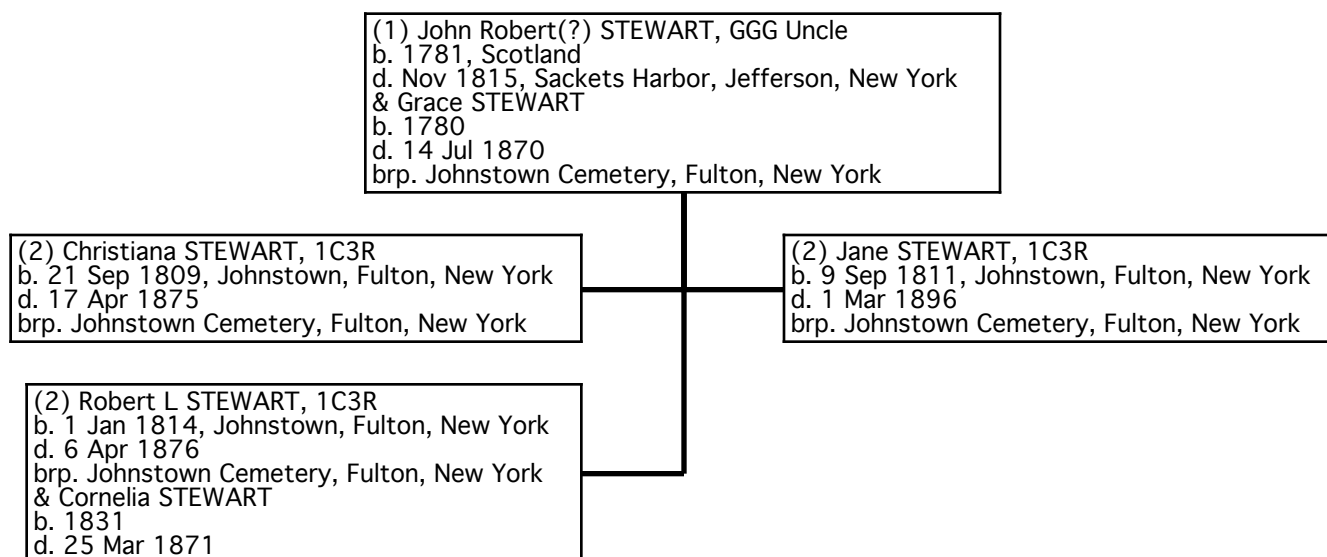 (1) John Robert(?) STEWART, GGG Uncle
b. 1781, Scotland
d. Nov 1815, Sackets Harbor, Jefferson, New York
& Grace STEWART
b. 1780
d. 14 Jul 1870
brp. Johnstown Cemetery, Fulton, New York
(2) Christiana STEWART, 1C3R
b. 21 Sep 1809, Johnstown, Fulton, New York
d. 17 Apr 1875
brp. Johnstown Cemetery, Fulton, New York
(2) Jane STEWART, 1C3R
b. 9 Sep 1811, Johnstown, Fulton, New York
d. 1 Mar 1896
brp. Johnstown Cemetery, Fulton, New York
(2) Robert L STEWART, 1C3R
b. 1 Jan 1814, Johnstown, Fulton, New York
d. 6 Apr 1876
brp. Johnstown Cemetery, Fulton, New York
& Cornelia STEWART
b. 1831
d. 25 Mar 1871